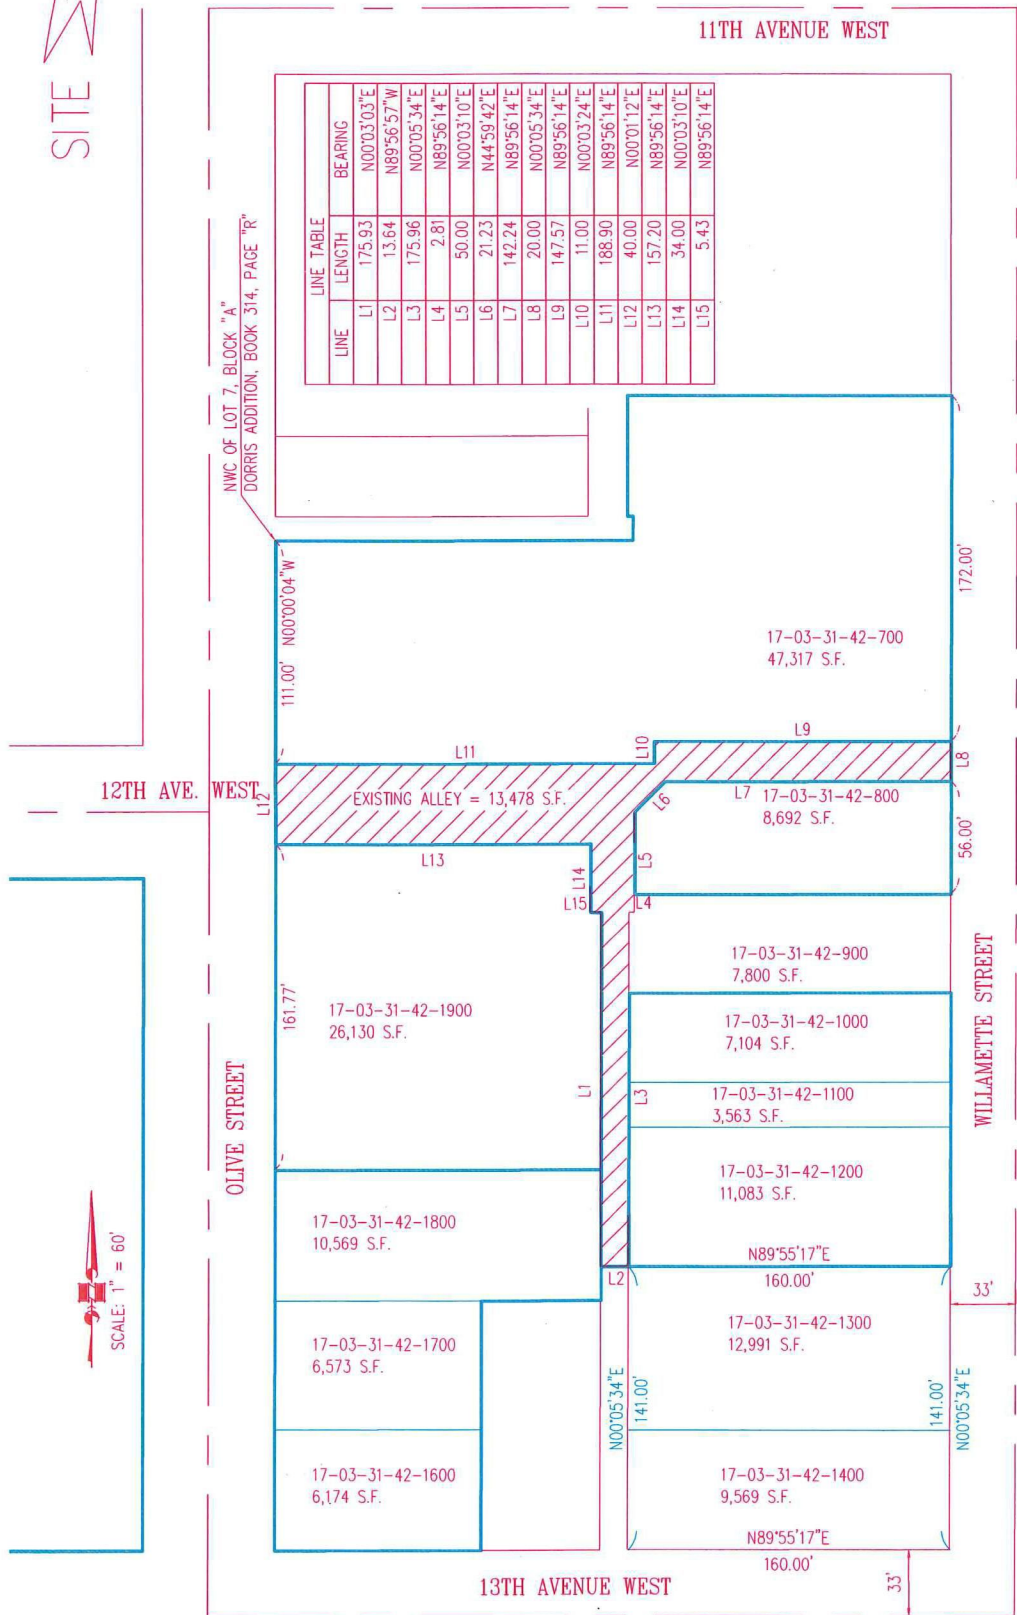 SITE
11TH AVENUE WEST
NWC OF LOT 7, BLOCK "A"
DORRIS ADDITION, BOOK 314, PAGE "R"
LINE TABLE
LINE LENGTH BEARING
L1 175.93 N00°03'03"E
L2 13.64 N89°56'57"W
L3 175.96 N00°05'34"E
L4 2.81 N89°56'14"E
L5 50.00 N00°03'10"E
L6 21.23 N44°59'42"E
L7 142.24 N89°56'14"E
L8 20.00 N00°05'34"E
L9 147.57 N89°56'14"E
L10 11.00 N00°03'24"E
L11 188.90 N89°56'14"E
L12 40.00 N00°01'12"E
L13 157.20 N89°56'14"E
L14 34.00 N00°03'10"E
L15 5.43 N89°56'14"E
111.00' N00°00'04"W
172.00'
17-03-31-42-700
47,317 S.F.
L9
L10
L11
L8
12TH AVE. WEST
L12
EXISTING ALLEY = 13,478 S.F.
L6
L7
17-03-31-42-800
8,692 S.F.
56.00'
L13
L14
L5
L15
L4
17-03-31-42-900
7,800 S.F.
WILLAMETTE STREET
161.77'
17-03-31-42-1900
26,130 S.F.
17-03-31-42-1000
7,104 S.F.
OLIVE STREET
L1
L3
17-03-31-42-1100
3,563 S.F.
17-03-31-42-1200
11,083 S.F.
17-03-31-42-1800
10,569 S.F.
SCALE: 1" = 60'
N89°55'17"E
160.00'
L2
33'
17-03-31-42-1300
12,991 S.F.
17-03-31-42-1700
6,573 S.F.
N00°05'34"E
141.00'
141.00'
N00°05'34"E
17-03-31-42-1600
6,174 S.F.
17-03-31-42-1400
9,569 S.F.
N89°55'17"E
160.00'
13TH AVENUE WEST
33'